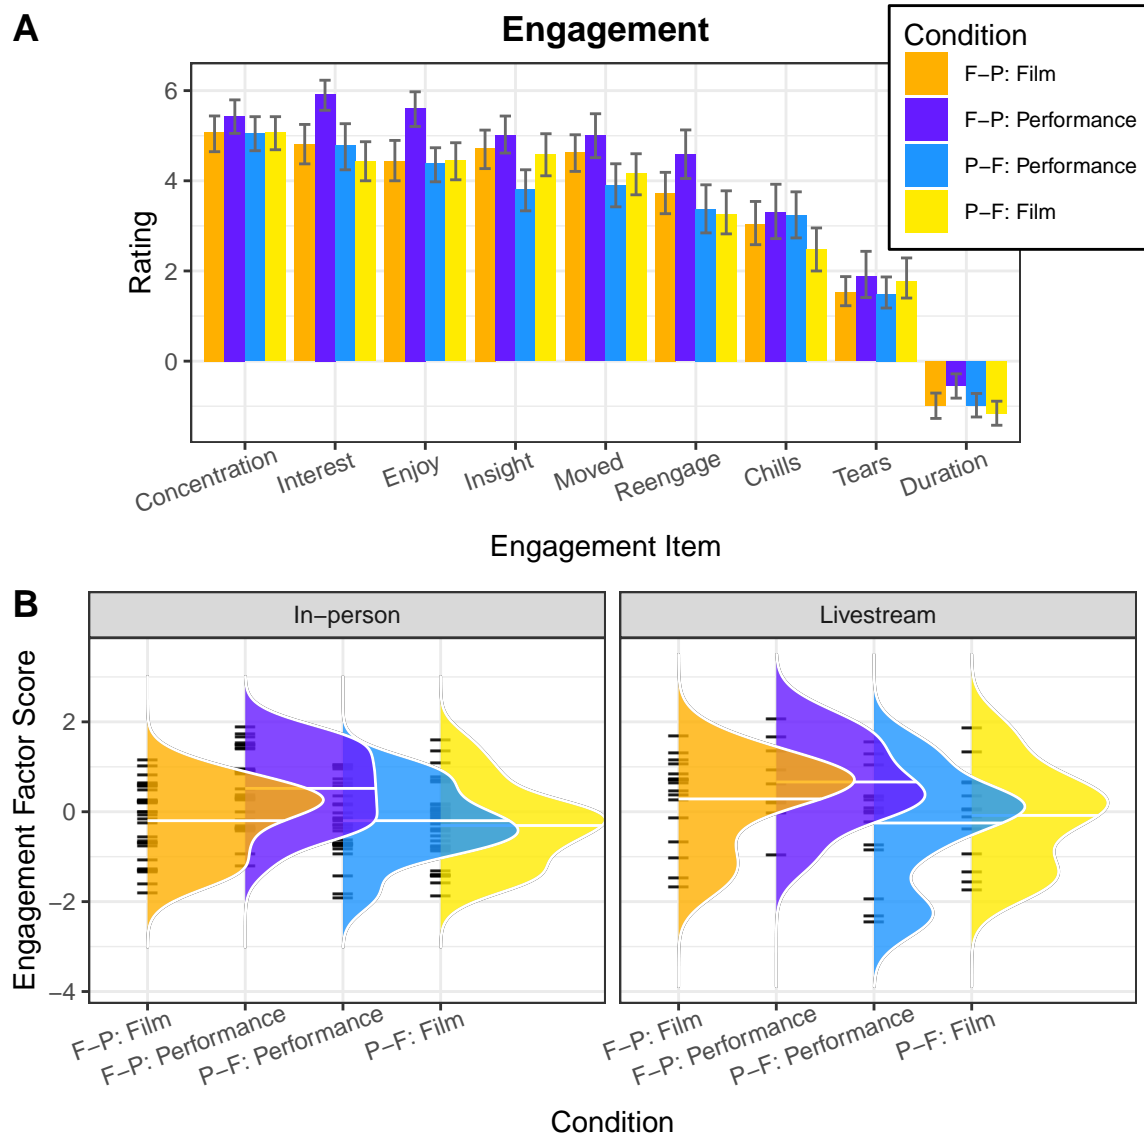 A
Engagement
Condition
F−P: Film
F−P: Performance
P−F: Performance
P−F: Film
Rating
6
4
2
0
Concentration
Interest
Enjoy
Insight
Moved
Reengage
Chills
Tears
Duration
Engagement Item
B
In−person
Livestream
Engagement Factor Score
2
0
−2
−4
F−P: Film
F−P: Performance
P−F: Performance
P−F: Film
F−P: Film
F−P: Performance
P−F: Performance
P−F: Film
Condition